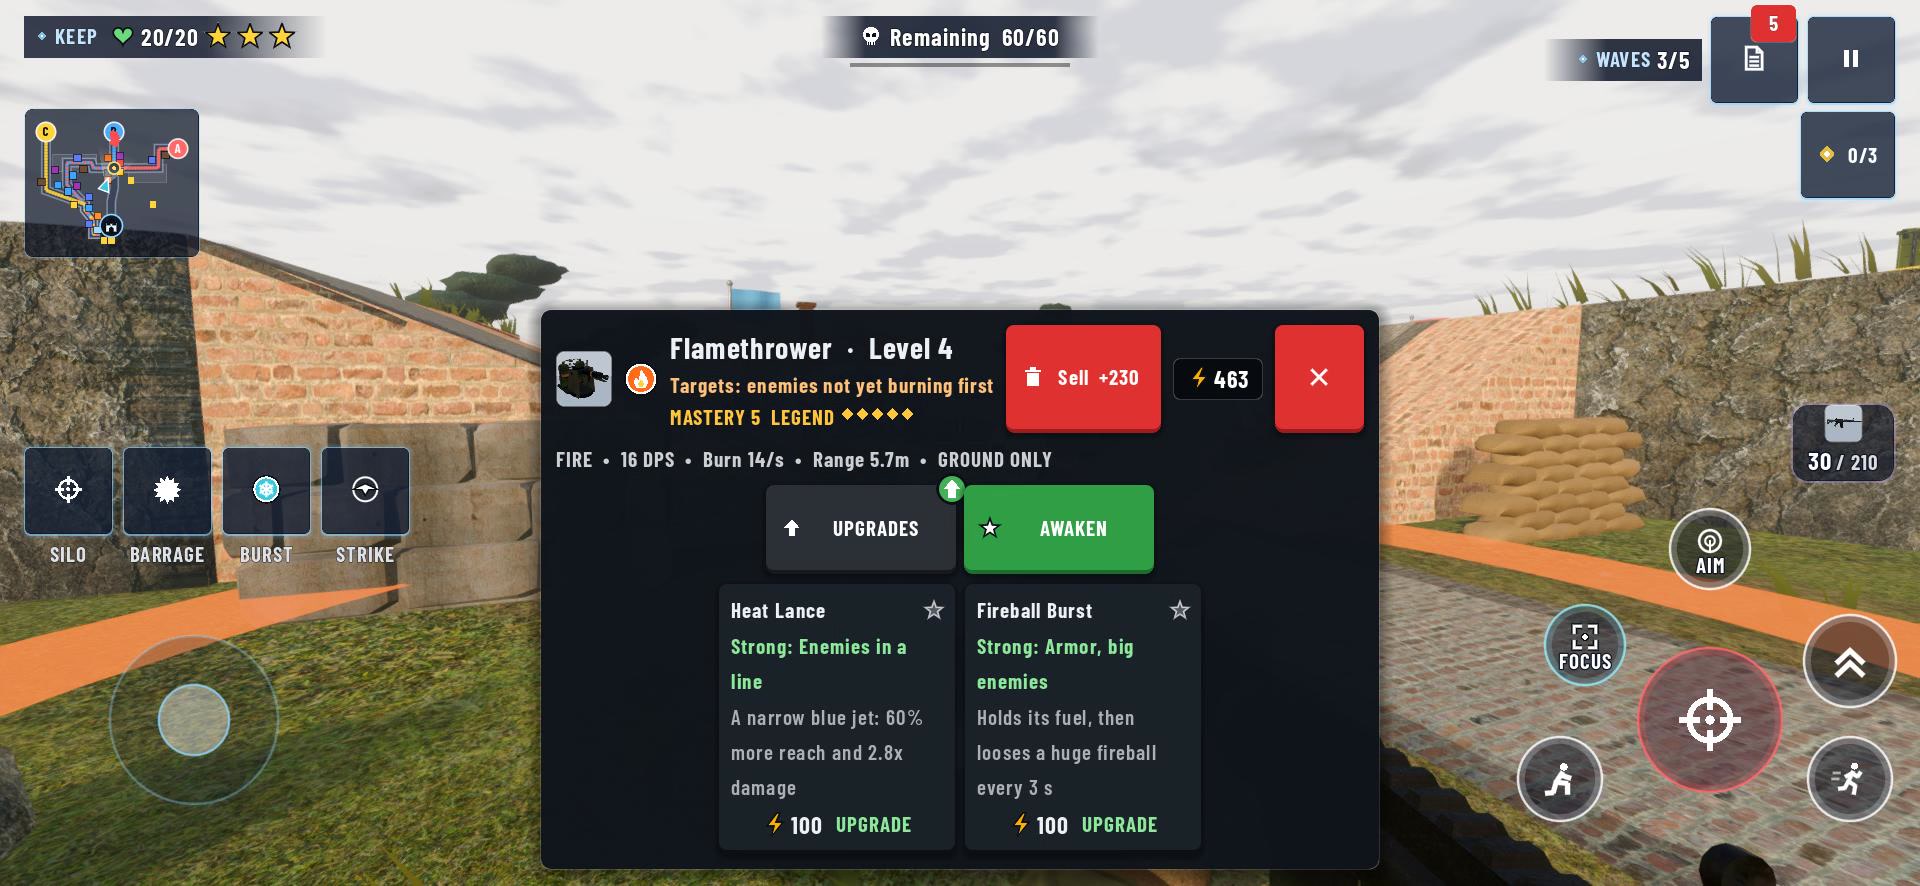 KEEP 20/20
Remaining 60/60
WAVES 3/5
5
0/3
C
A
Flamethrower · Level 4
Targets: enemies not yet burning first
MASTERY 5 LEGEND
Sell +230
463
FIRE • 16 DPS • Burn 14/s • Range 5.7m • GROUND ONLY
UPGRADES
AWAKEN
Heat Lance
Strong: Enemies in a
line
A narrow blue jet: 60%
more reach and 2.8x
damage
100 UPGRADE
Fireball Burst
Strong: Armor, big
enemies
Holds its fuel, then
looses a huge fireball
every 3 s
100 UPGRADE
SILO
BARRAGE
BURST
STRIKE
30 / 210
AIM
FOCUS